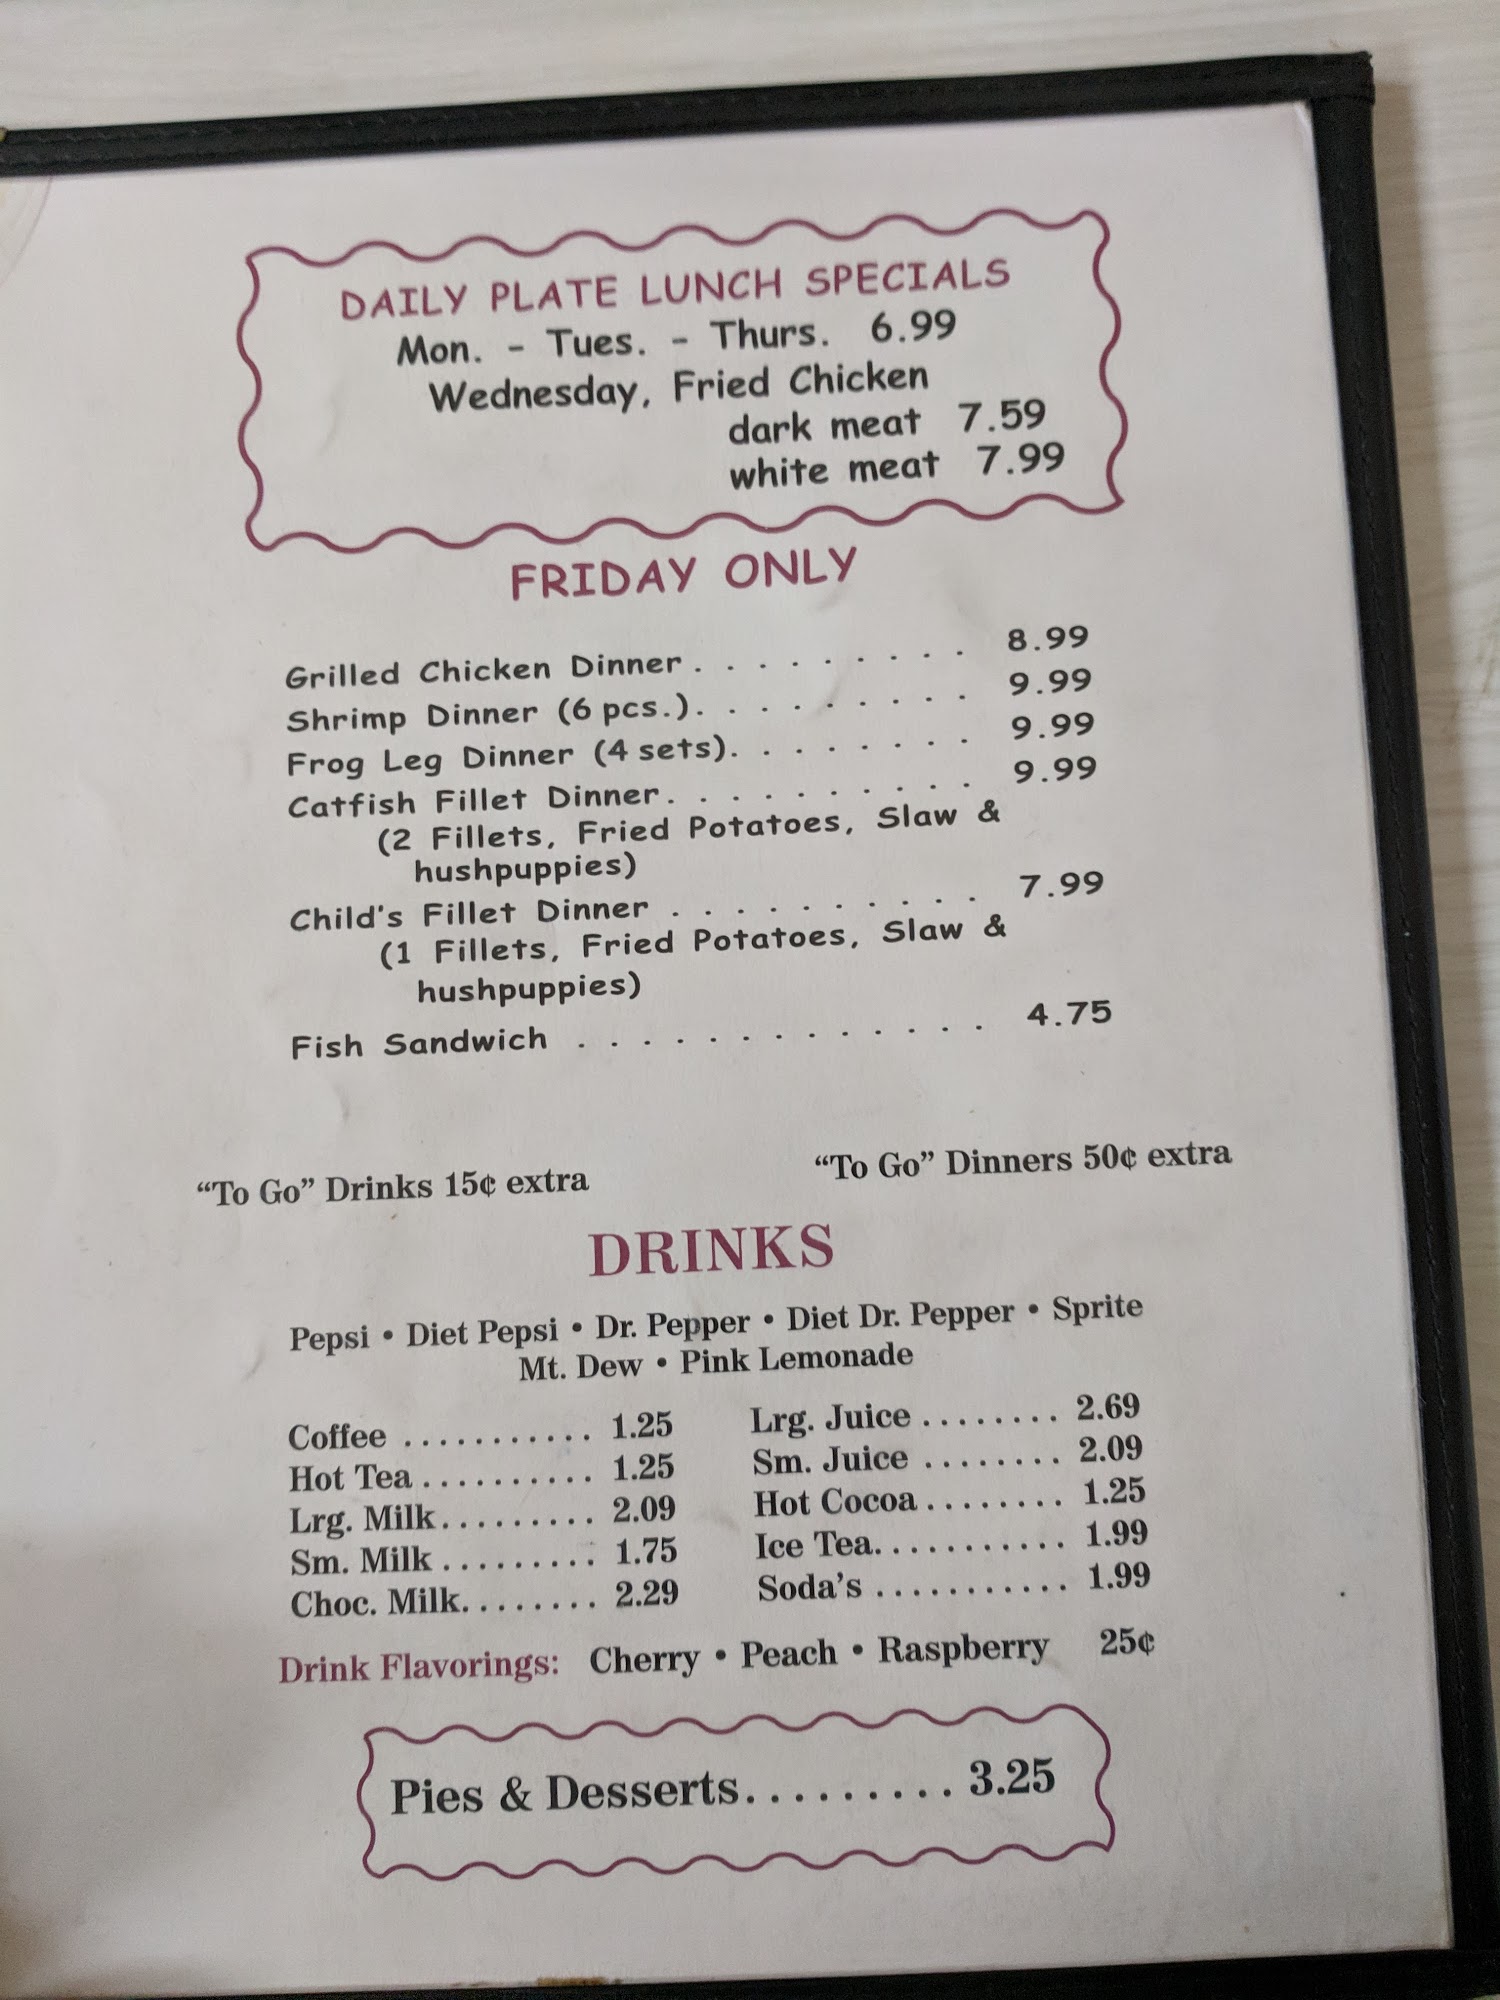 DAILY PLATE LUNCH SPECIALS
Mon. - Tues. - Thurs. 6.99
Wednesday, Fried Chicken
dark meat 7.59
white meat 7.99
FRIDAY ONLY
Grilled Chicken Dinner . . . . . . . . . 8.99
Shrimp Dinner (6 pcs.). . . . . . . . . 9.99
Frog Leg Dinner (4 sets). . . . . . . . 9.99
Catfish Fillet Dinner. . . . . . . . . . 9.99
(2 Fillets, Fried Potatoes, Slaw &
hushpuppies)
Child's Fillet Dinner . . . . . . . . . . 7.99
(1 Fillets, Fried Potatoes, Slaw &
hushpuppies)
Fish Sandwich . . . . . . . . . . . . . 4.75
“To Go” Drinks 15¢ extra
“To Go” Dinners 50¢ extra
DRINKS
Pepsi • Diet Pepsi • Dr. Pepper • Diet Dr. Pepper • Sprite
Mt. Dew • Pink Lemonade
Coffee . . . . . . . . . . . 1.25
Hot Tea . . . . . . . . . . 1.25
Lrg. Milk. . . . . . . . . 2.09
Sm. Milk . . . . . . . . . 1.75
Choc. Milk. . . . . . . . 2.29
Lrg. Juice . . . . . . . . 2.69
Sm. Juice . . . . . . . . 2.09
Hot Cocoa . . . . . . . . 1.25
Ice Tea. . . . . . . . . . . 1.99
Soda’s . . . . . . . . . . . 1.99
Drink Flavorings: Cherry • Peach • Raspberry 25¢
Pies & Desserts. . . . . . . . . 3.25